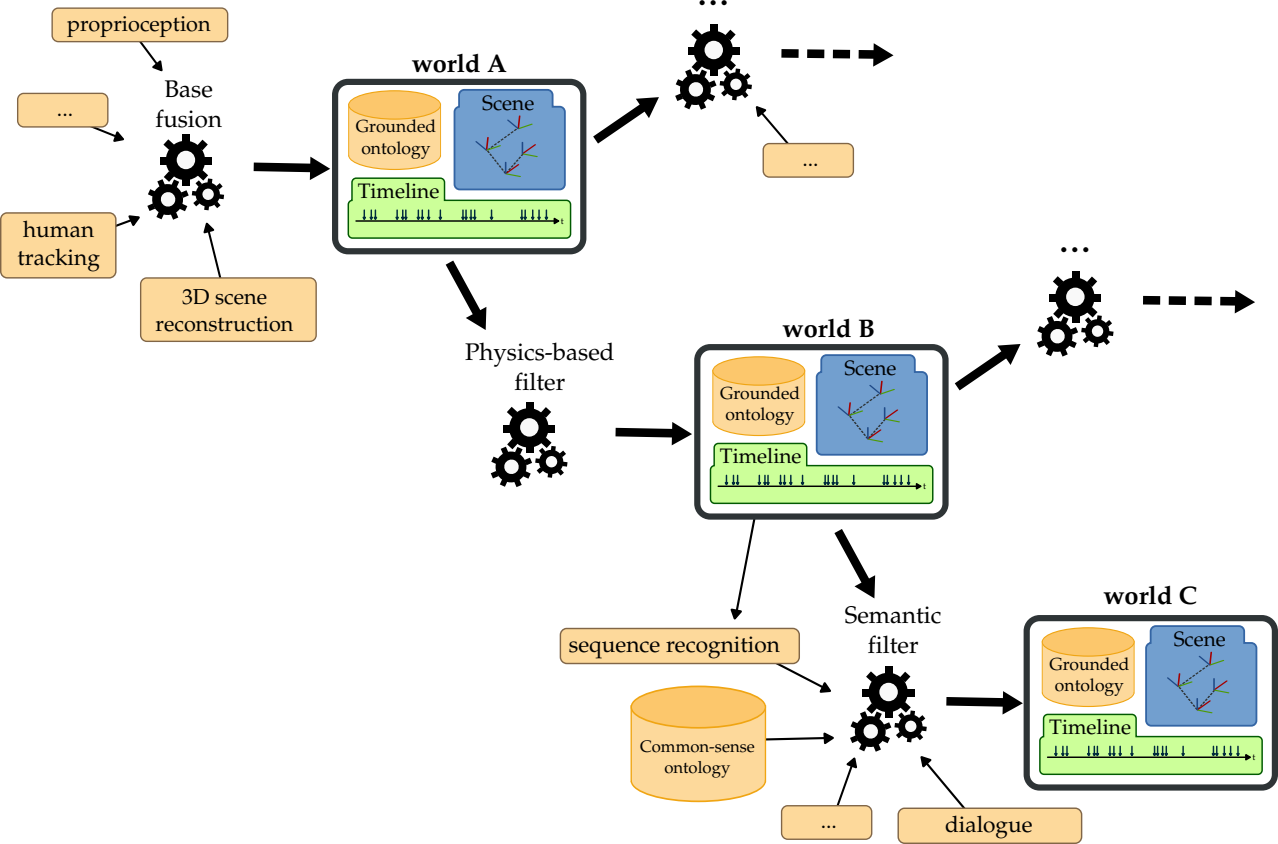 ...
proprioception
world A
Base
fusion
...
Scene
Grounded
ontology
Timeline
t
...
human
tracking
3D scene
reconstruction
...
world B
Physics-based
filter
Scene
Grounded
ontology
Timeline
t
world C
Semantic
filter
sequence recognition
Scene
Grounded
ontology
Timeline
t
Common-sense
ontology
...
dialogue